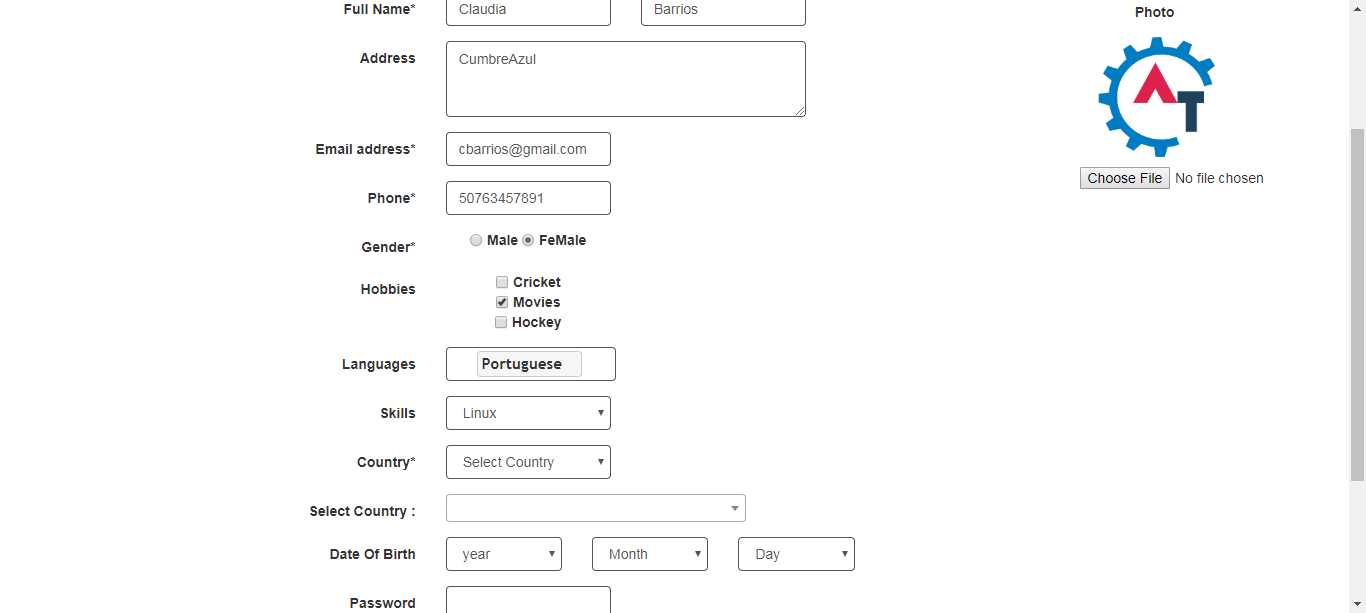 Full Name* Claudia Barrios
Photo
Address CumbreAzul
AT
Email address* cbarrios@gmail.com
Phone* 50763457891
Choose File No file chosen
Gender* Male FeMale
Hobbies Cricket
Movies
Hockey
Languages Portuguese
Skills Linux
Country* Select Country
Select Country :
Date Of Birth year Month Day
Password